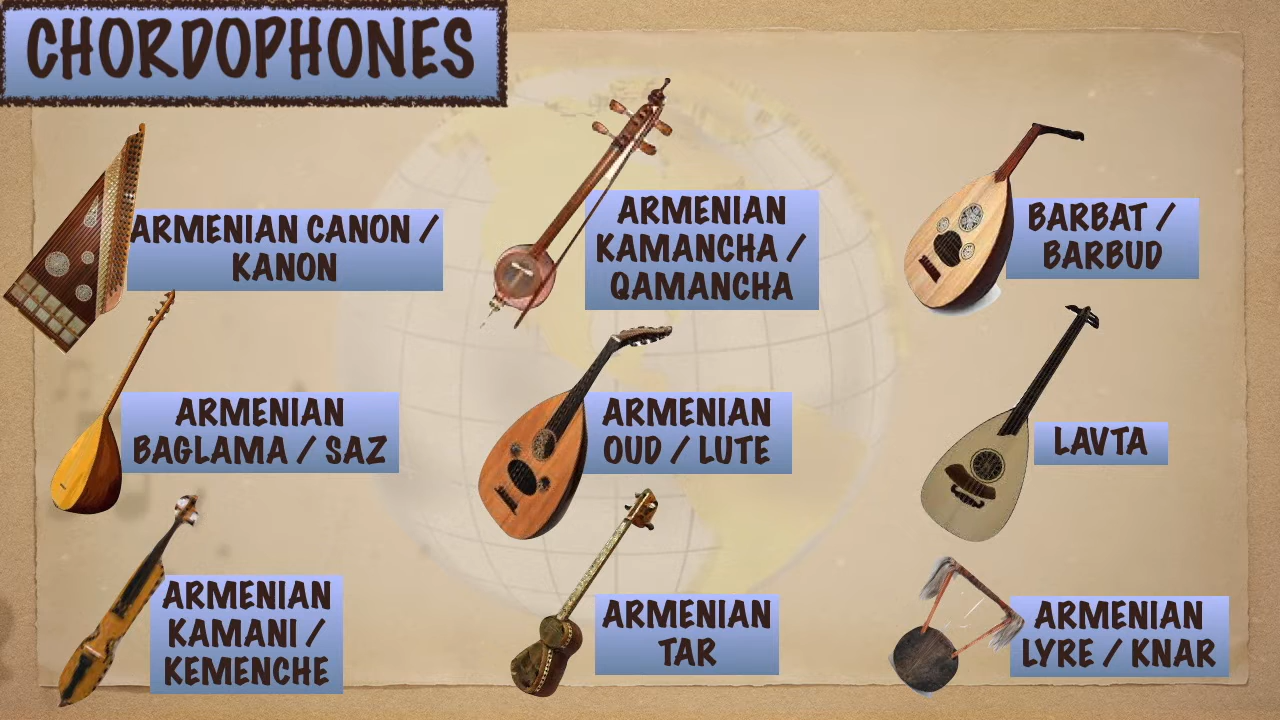 CHORDOPHONES
ARMENIAN CANON /
KANON
ARMENIAN
KAMANCHA /
QAMANCHA
BARBAT /
BARBUD
ARMENIAN
BAGLAMA / SAZ
ARMENIAN
OUD / LUTE
LAVTA
ARMENIAN
KAMANI /
KEMENCHE
ARMENIAN
TAR
ARMENIAN
LYRE / KNAR